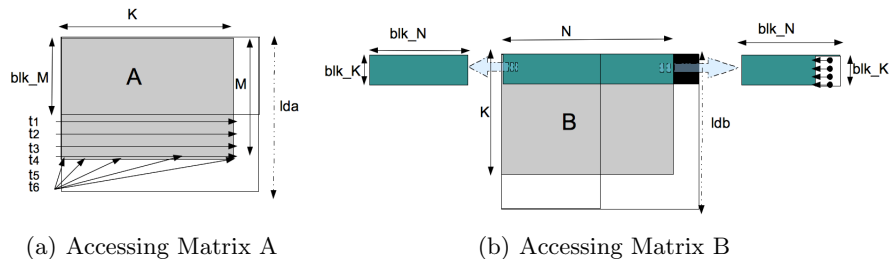 K
blk_M
A
M
lda
t1
t2
t3
t4
t5
t6
(a) Accessing Matrix A
blk_N
blk_K
N
K
B
ldb
blk_N
blk_K
(b) Accessing Matrix B